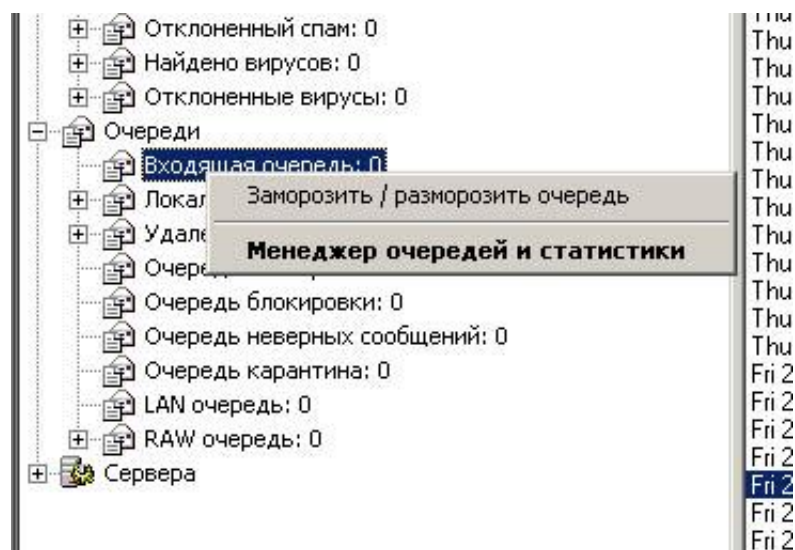 Отклоненный спам: 0
Найдено вирусов: 0
Отклоненные вирусы: 0
Очереди
Входящая очередь: 0
Заморозить / разморозить очередь
Менеджер очередей и статистики
Очередь блокировки: 0
Очередь неверных сообщений: 0
Очередь карантина: 0
LAN очередь: 0
RAW очередь: 0
Сервера
Thu
Thu
Thu
Thu
Thu
Thu
Thu
Thu
Thu
Thu
Thu
Thu
Fri 2
Fri 2
Fri 2
Fri 2
Fri 2
Fri 2
Fri 2